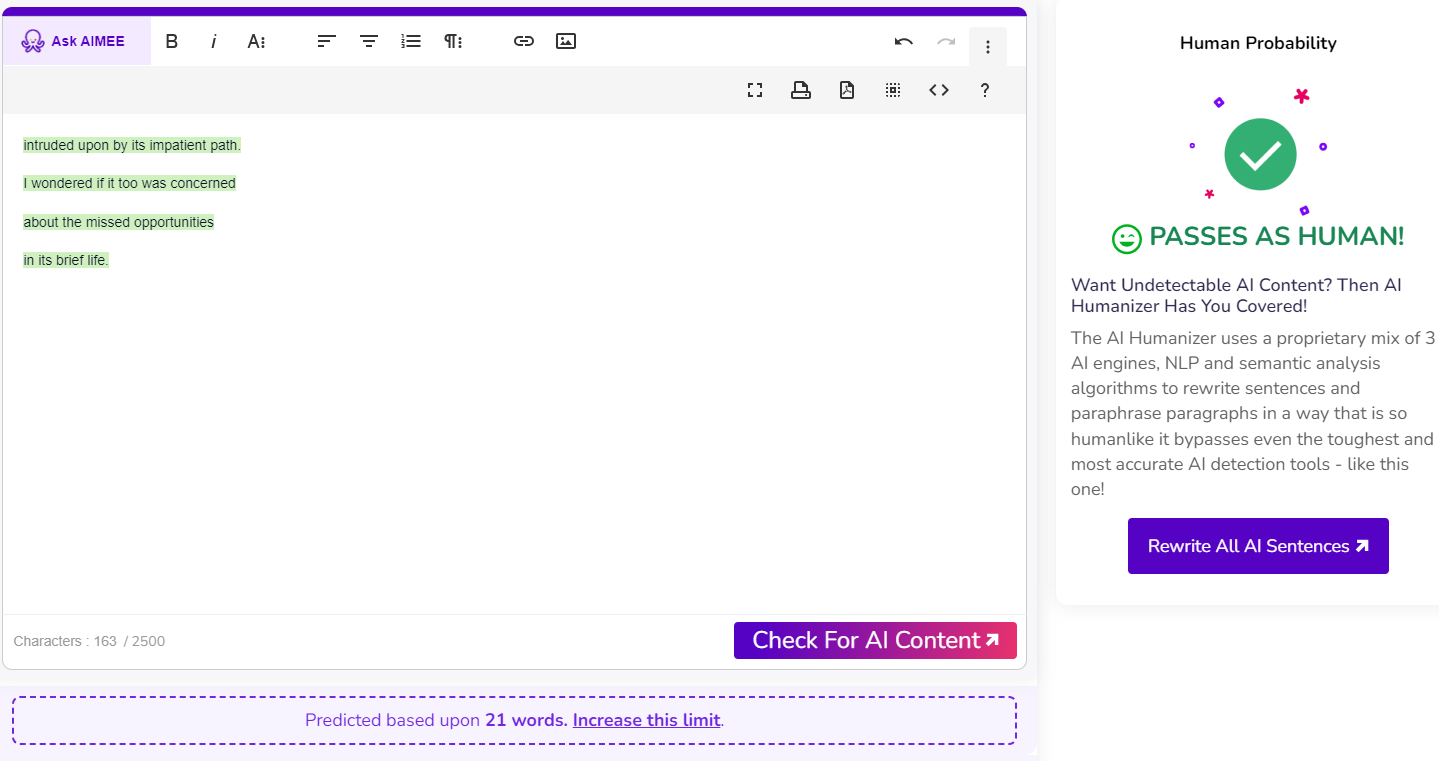 Ask AIMEE
B
i
A
?
intruded upon by its impatient path.
I wondered if it too was concerned
about the missed opportunities
in its brief life.
Characters : 163 / 2500
Check For AI Content
Predicted based upon 21 words. Increase this limit.
Human Probability
PASSES AS HUMAN!
Want Undetectable AI Content? Then AI
Humanizer Has You Covered!
The AI Humanizer uses a proprietary mix of 3
AI engines, NLP and semantic analysis
algorithms to rewrite sentences and
paraphrase paragraphs in a way that is so
humanlike it bypasses even the toughest and
most accurate AI detection tools - like this
one!
Rewrite All AI Sentences